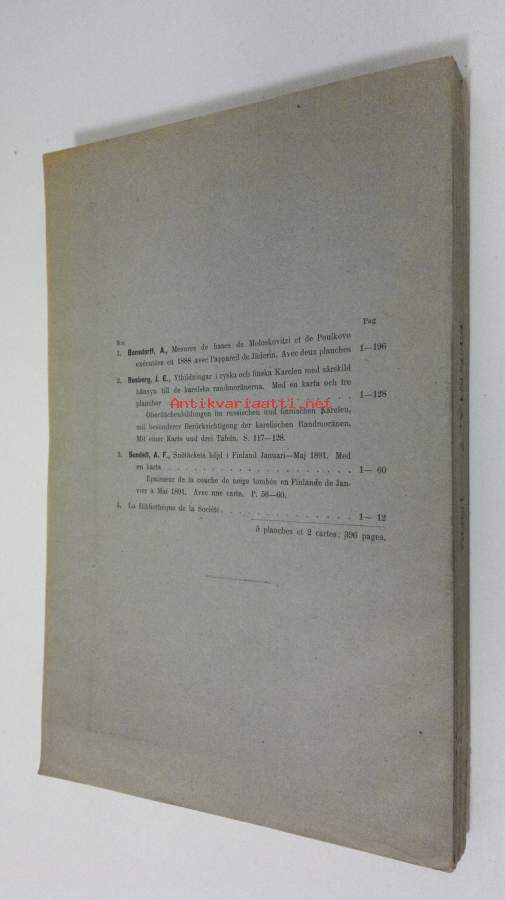 Pag
N:o
1. Bonsdorff, A., Mesures de bases de Moloskovitzi et de Poulkovo
exécutées en 1888 avec l'appareil de Jäderin. Avec deux planches 1—196
2. Rosberg, J. E., Ytbildningar i ryska och finska Karelen med särskild
hänsyn till de karelska randmoränerna. Med en karta och tre
plancher . . . 1—128
Oberflächenbildungen im russischen und finnischen Karelen,
mit besonderer Berücksichtigung der karelischen Randmoränen.
Mit einer Karte und drei Tafeln. S. 117—128.
3. Sundell, A. F., Snötäckets höjd i Finland Januari—Maj 1891. Med
en karta . . . . . . . . . . . . . . . . 1— 60
Epaisseur de la couche de neige tombée en Finlande de Jan-
vier à Mai 1891. Avec une carte. P. 56—60.
4. La Bibliothèque de la Société . . . . . . . . . . 1— 12
5 planches et 2 cartes; 396 pages.
Antikvariaatti.net